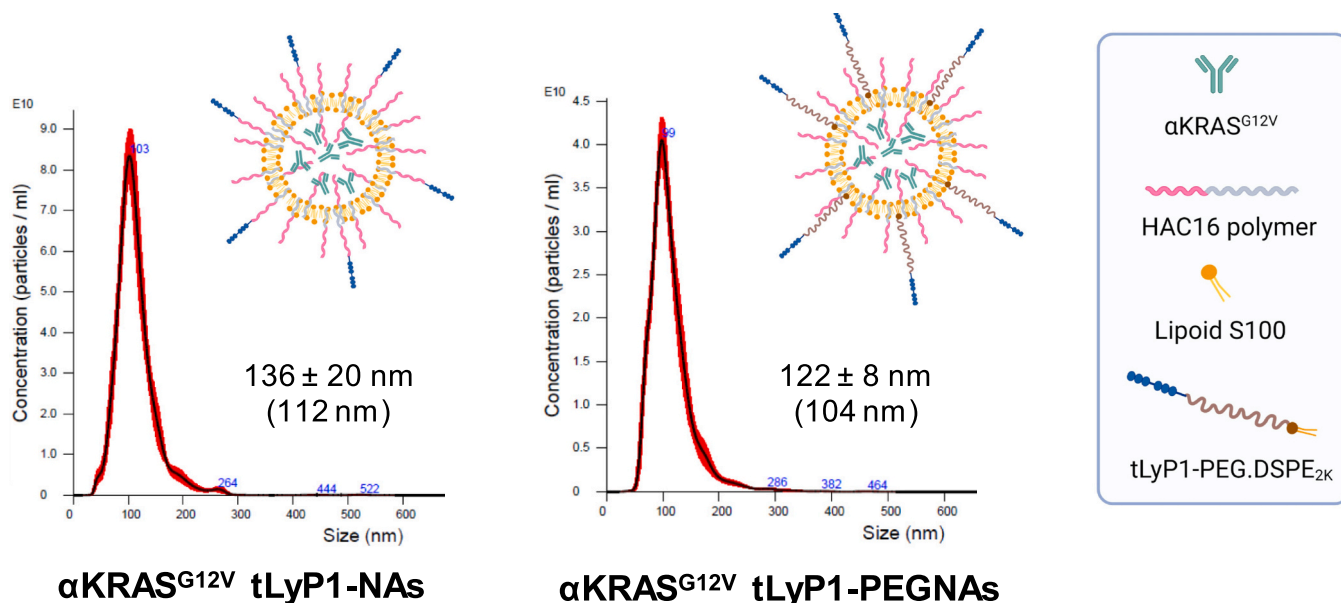 E10
Concentration (particles / ml)
9.0
8.0
7.0
6.0
5.0
4.0
3.0
2.0
1.0
0
103
264
444
522
0 100 200 300 400 500 600
Size (nm)
136 ± 20 nm
(112 nm)
αKRASG12V tLyP1-NAs
E10
Concentration (particles / ml)
4.5
4.0
3.5
3.0
2.5
2.0
1.5
1.0
0.5
0
99
286
382
464
0 100 200 300 400 500 600
Size (nm)
122 ± 8 nm
(104 nm)
αKRASG12V tLyP1-PEGNAs
αKRASG12V
HAC16 polymer
Lipoid S100
tLyP1-PEG.DSPE2K